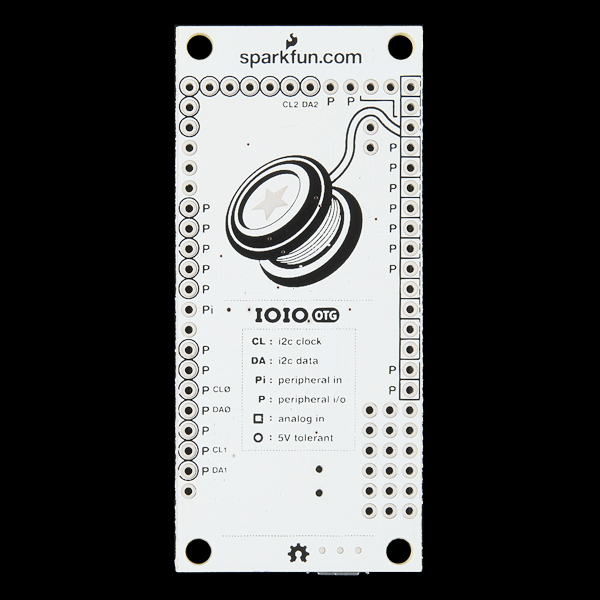 sparkfun.com
CL2 DA2 P P
P
P
P
P
P
P
P
P
P
P
P
P
Pi
IOIO OTG
CL : i2c clock
DA : i2c data
Pi : peripheral in
P : peripheral i/o
analog in
5V tolerant
P
P
P
P
P CLØ
P DAØ
P
P CL1
P DA1